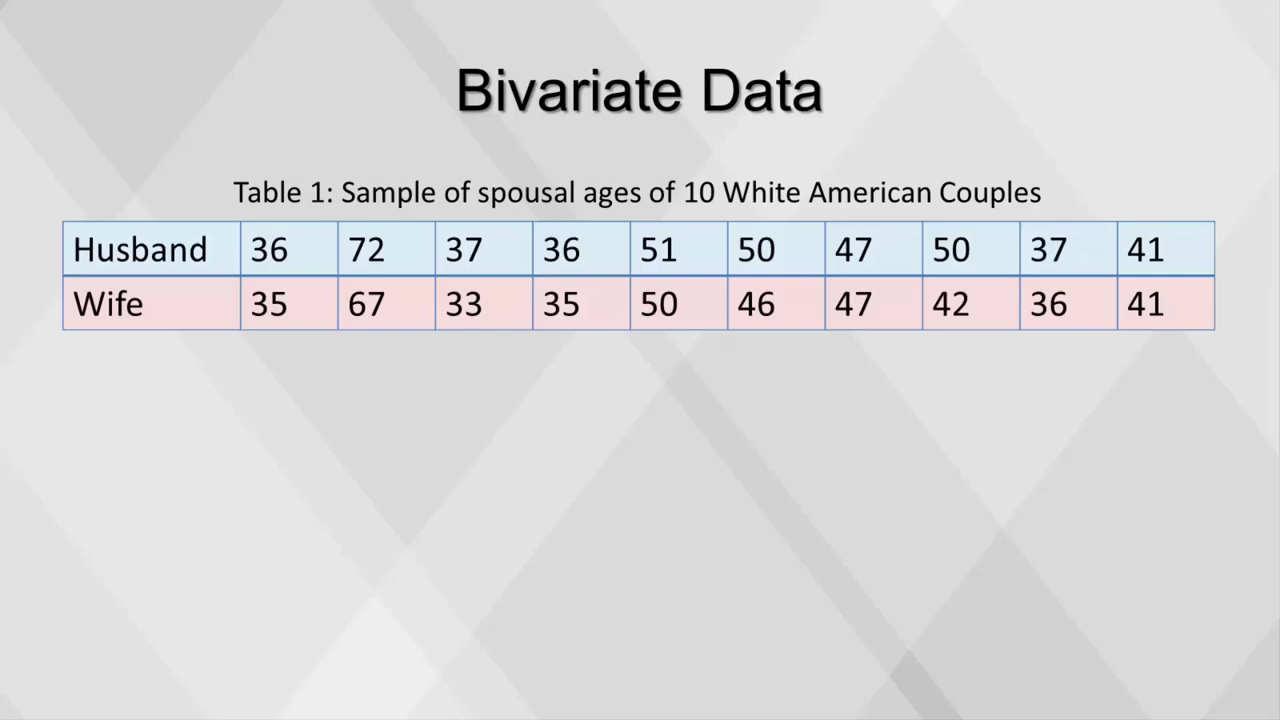 Bivariate Data
Table 1: Sample of spousal ages of 10 White American Couples
Husband 36 72 37 36 51 50 47 50 37 41
Wife 35 67 33 35 50 46 47 42 36 41